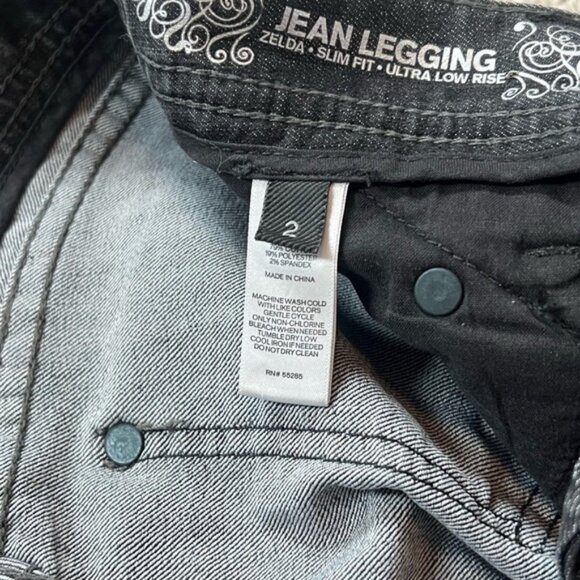 JEAN LEGGING
ZELDA • SLIM FIT • ULTRA LOW RISE
2
19% POLYESTER
2% SPANDEX
MADE IN CHINA
MACHINE WASH COLD
WITH LIKE COLORS
GENTLE CYCLE
ONLY NON-CHLORINE
BLEACH WHEN NEEDED
TUMBLE DRY LOW
COOL IRON IF NEEDED
DO NOT DRY CLEAN
RN# 55285